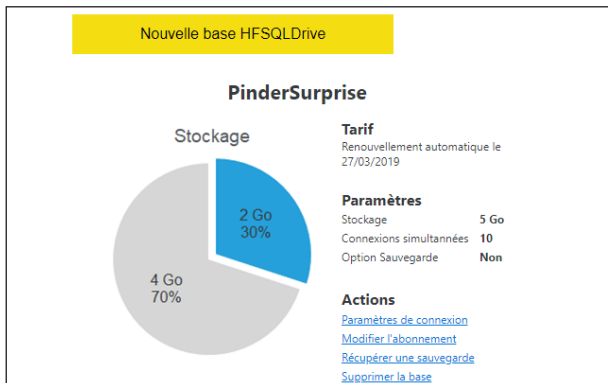 Nouvelle base HFSQLDrive
PinderSurprise
Stockage
2 Go
30%
4 Go
70%
Tarif
Renouvellement automatique le
27/03/2019
Paramètres
Stockage 5 Go
Connexions simultannées 10
Option Sauvegarde Non
Actions
Paramètres de connexion
Modifier l'abonnement
Récupérer une sauvegarde
Supprimer la base